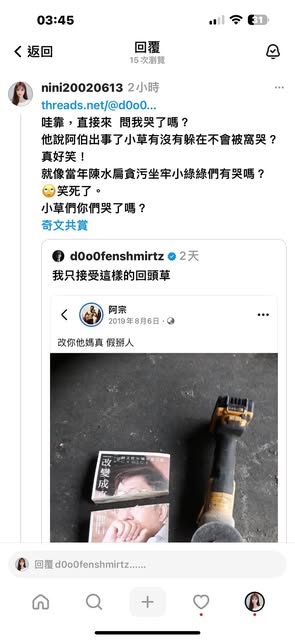 03:45
31
返回
回覆
15 次瀏覽
nini20020613 2小時
threads.net/@d0o0...
哇靠，直接來 問我哭了嗎？
他說阿伯出事了小草有沒有躲在不會被窩哭？
真好笑！
就像當年陳水扁貪污坐牢小綠綠們有哭嗎？
🙄笑死了。
小草們你們哭了嗎？
奇文共賞
d0o0fenshmirtz 2天
我只接受這樣的回頭草
阿宗
2019年8月6日
改你他媽真 假掰人
改變成真
回覆 d0o0fenshmirtz......